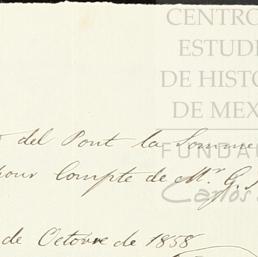 CENTRO
ESTUDI
DE HISTO
DE MEX
FUNDA
Carlos
del Pont la Somme
pour Compte de Mr G. S
de Octovre de 1858